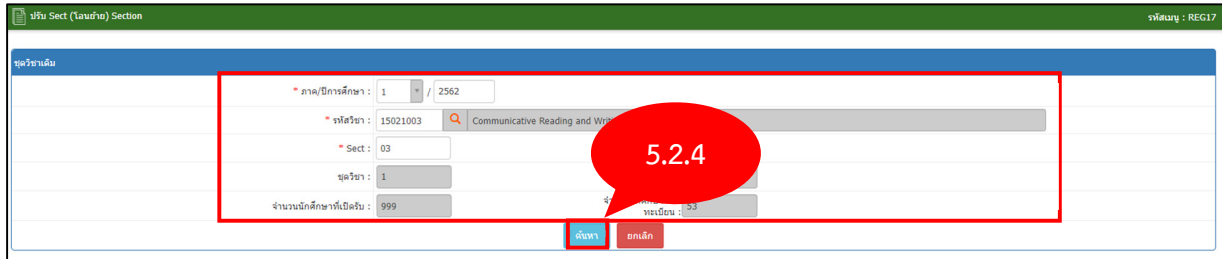 ปรับ Sect (โอนย้าย) Section
รหัสเมนู : REG17
ชุดวิชาเดิม
* ภาค/ปีการศึกษา : 1 / 2562
* รหัสวิชา : 15021003 Communicative Reading and
* Sect : 03
5.2.4
ชุดวิชา : 1
จำนวนนักศึกษาที่เปิดรับ : 999
ทะเบียน : 53
ค้นหา ยกเลิก